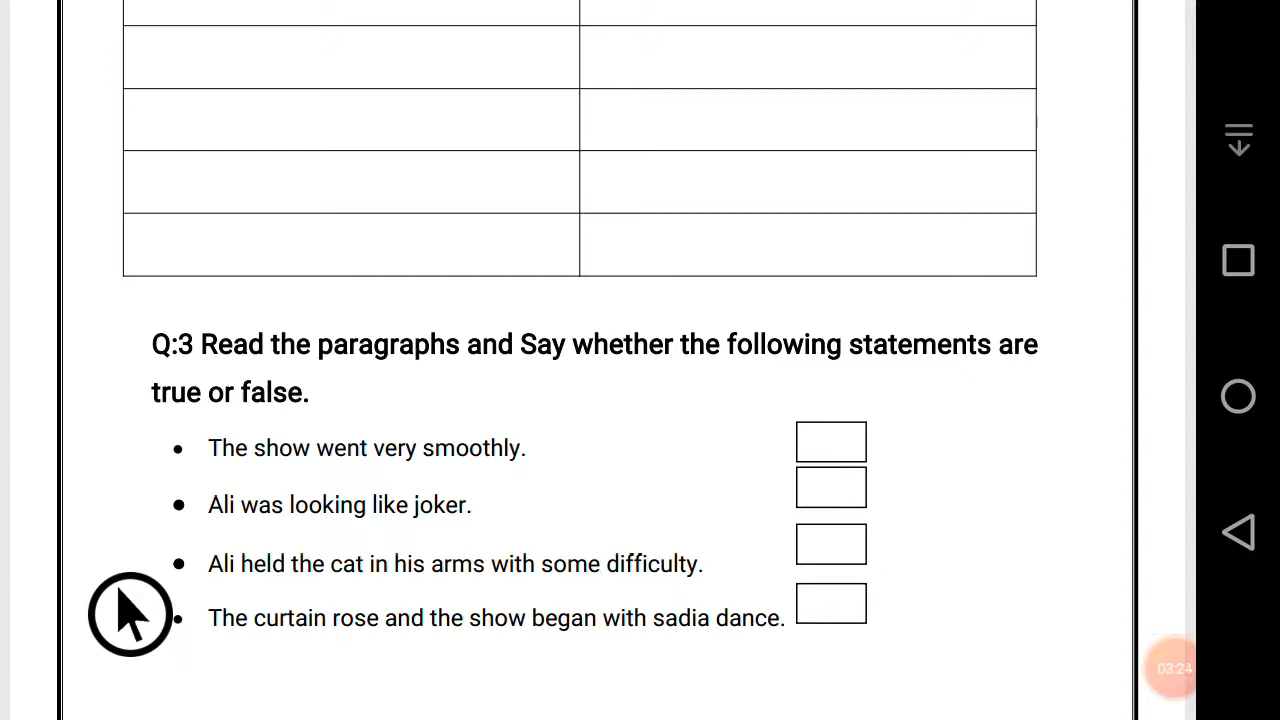 Q:3 Read the paragraphs and Say whether the following statements are
true or false.
• The show went very smoothly.
• Ali was looking like joker.
• Ali held the cat in his arms with some difficulty.
• The curtain rose and the show began with sadia dance.
03:24